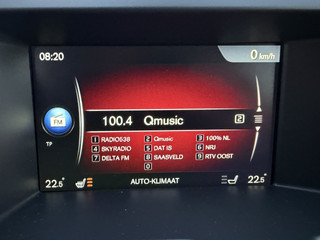 08:20
0 km/h
FM
100.4 Qmusic 2
TP
1 RADIO538 2 Qmusic 3 100% NL
4 SKYRADIO 5 DAT IS 6 NRJ
7 DELTA FM 8 SAASVELD 9 RTV OOST
0
22.5° AUTO-KLIMAAT 22.5°